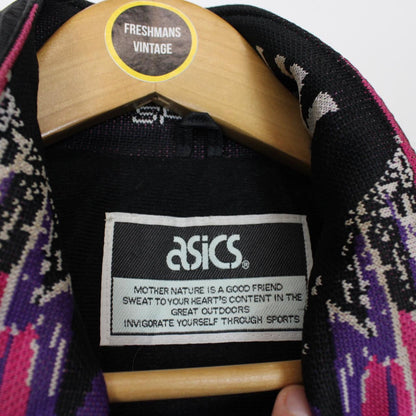 FRESHMANS
VINTAGE
asics®
MOTHER NATURE IS A GOOD FRIEND
SWEAT TO YOUR HEART'S CONTENT IN THE
GREAT OUTDOORS
INVIGORATE YOURSELF THROUGH SPORTS